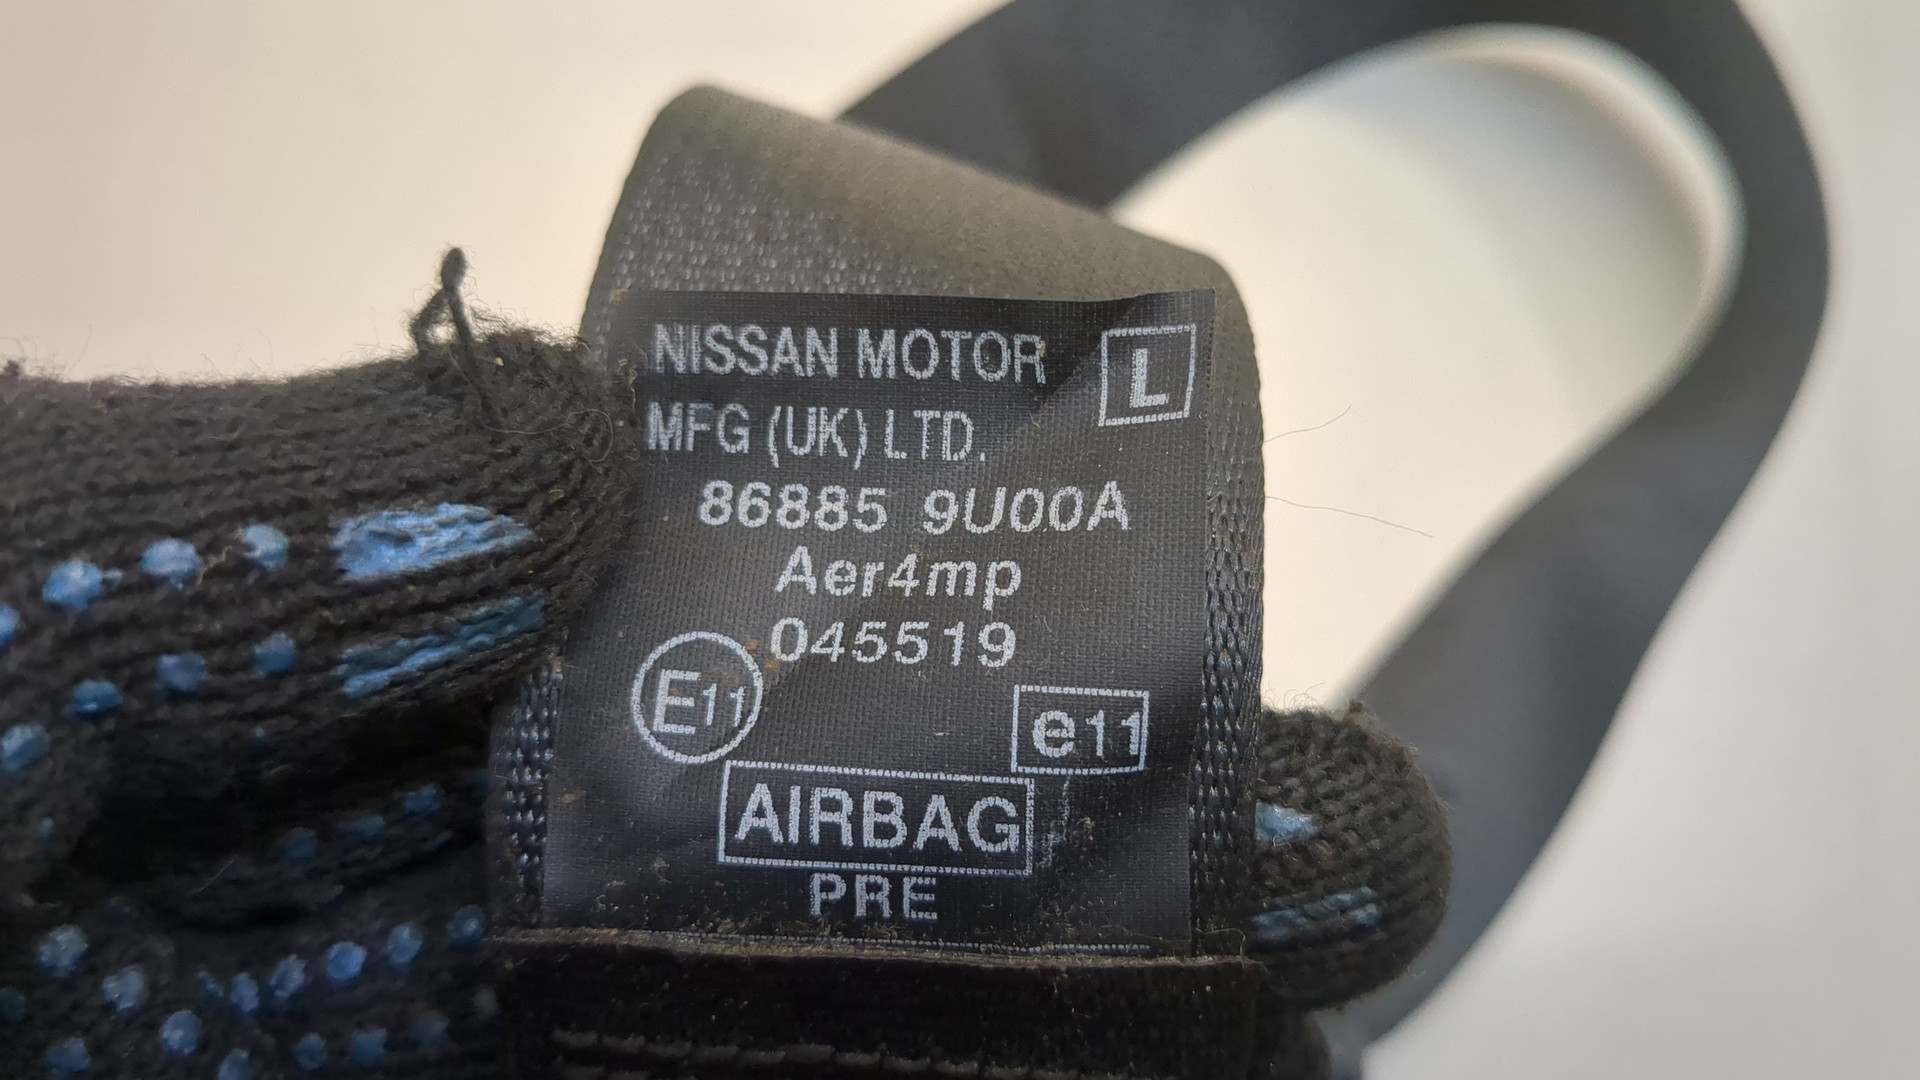 NISSAN MOTOR L
MFG (UK) LTD.
86885 9U00A
Aer4mp
045519
E11 e11
AIRBAG
PRE